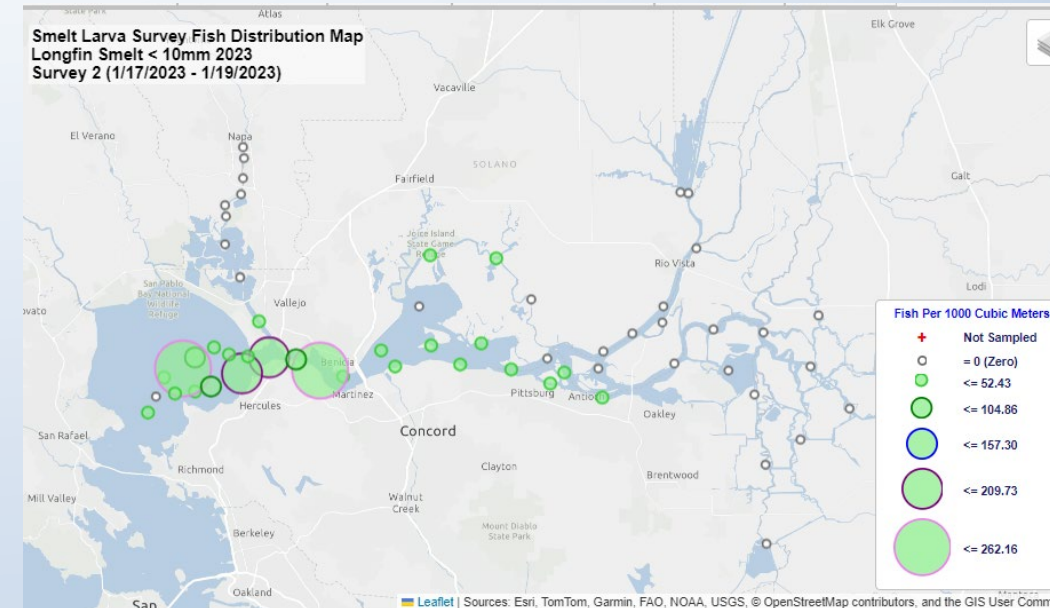 State Park
Atlas
Elk Grove
Smelt Larva Survey Fish Distribution Map
Longfin Smelt < 10mm 2023
Survey 2 (1/17/2023 - 1/19/2023)
Vacaville
El Verano
Napa
SOLANO
Galt
Fairfield
Joice Island
State Game
Refuge
Rio Vista
San Pablo
Bay National
Wildlife
Refuge
Lodi
ovato
Vallejo
Fish Per 1000 Cubic Meters
+ Not Sampled
= 0 (Zero)
<= 52.43
<= 104.86
<= 157.30
<= 209.73
<= 262.16
Benicia
Martinez
Hercules
Pittsburg
Antioch
Oakley
San Rafael
Concord
Richmond
Clayton
Brentwood
Mill Valley
Walnut
Creek
Mount Diablo
State Park
Berkeley
Oakland
San
Leaflet | Sources: Esri, TomTom, Garmin, FAO, NOAA, USGS, © OpenStreetMap contributors, and the GIS User Comm